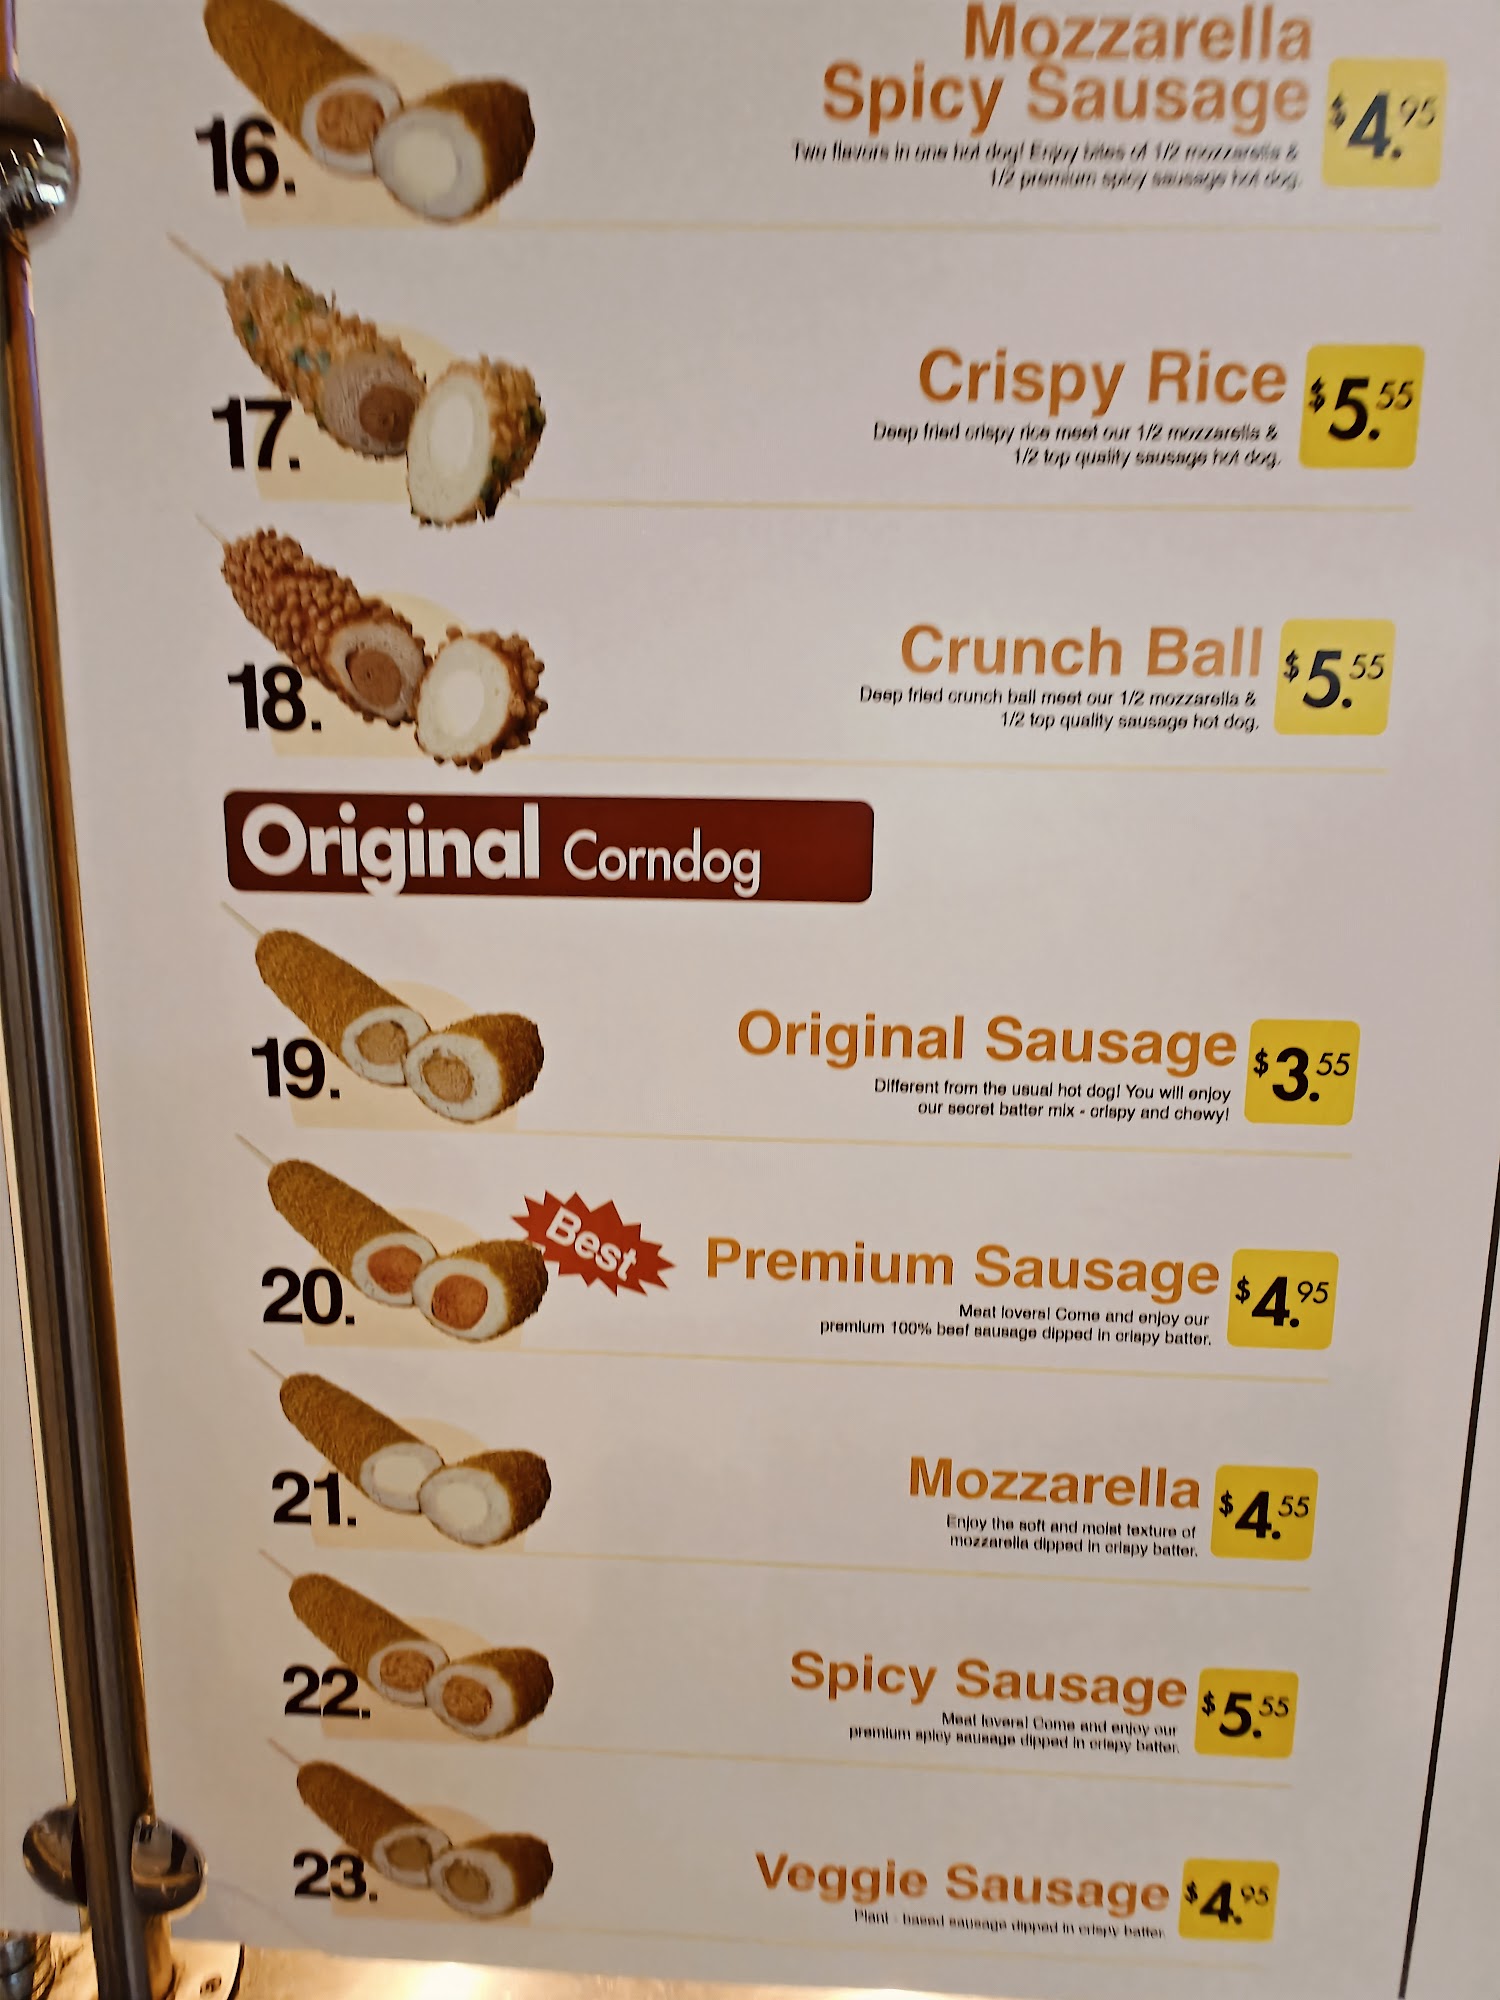 16.
Mozzarella
Spicy Sausage
$4.95
Two flavors in one hot dog! Enjoy bites of 1/2 mozzarella &
1/2 premium spicy sausage hot dog.
17.
Crispy Rice
$5.55
Deep fried crispy rice meet our 1/2 mozzarella &
1/2 top quality sausage hot dog.
18.
Crunch Ball
$5.55
Deep fried crunch ball meet our 1/2 mozzarella &
1/2 top quality sausage hot dog.
Original Corndog
19.
Original Sausage
$3.55
Different from the usual hot dog! You will enjoy
our secret batter mix - crispy and chewy!
20.
Best
Premium Sausage
$4.95
Meat lovers! Come and enjoy our
premium 100% beef sausage dipped in crispy batter.
21.
Mozzarella
$4.55
Enjoy the soft and moist texture of
mozzarella dipped in crispy batter.
22.
Spicy Sausage
$5.55
Meat lovers! Come and enjoy our
premium spicy sausage dipped in crispy batter.
23.
Veggie Sausage
$4.95
Plant - based sausage dipped in crispy batter.